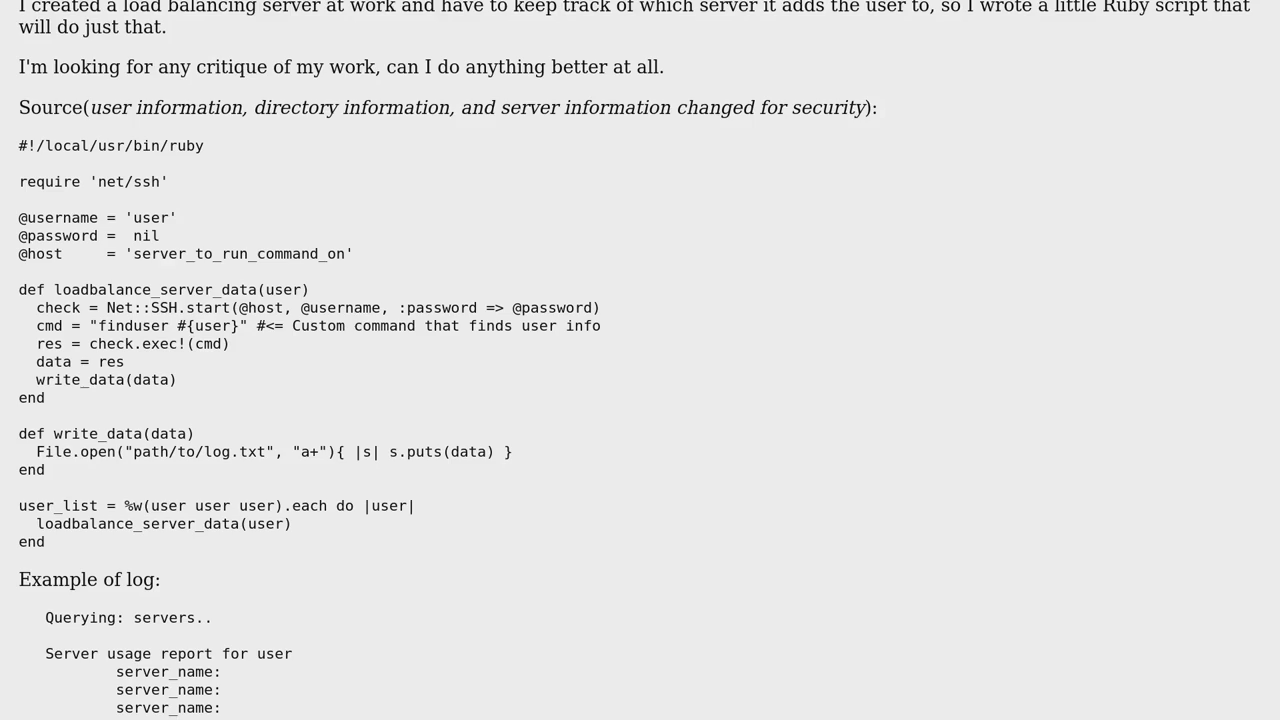 I created a load balancing server at work and have to keep track of which server it adds the user to, so I wrote a little Ruby script that
will do just that.
I'm looking for any critique of my work, can I do anything better at all.
Source(user information, directory information, and server information changed for security):
#!/local/usr/bin/ruby
require 'net/ssh'
@username = 'user'
@password =  nil
@host     = 'server_to_run_command_on'
def loadbalance_server_data(user)
  check = Net::SSH.start(@host, @username, :password => @password)
  cmd = "finduser #{user}" #<= Custom command that finds user info
  res = check.exec!(cmd)
  data = res
  write_data(data)
end
def write_data(data)
  File.open("path/to/log.txt", "a+"){ |s| s.puts(data) }
end
user_list = %w(user user user).each do |user|
  loadbalance_server_data(user)
end
Example of log:
   Querying: servers..
   Server usage report for user
           server_name:
           server_name:
           server_name: